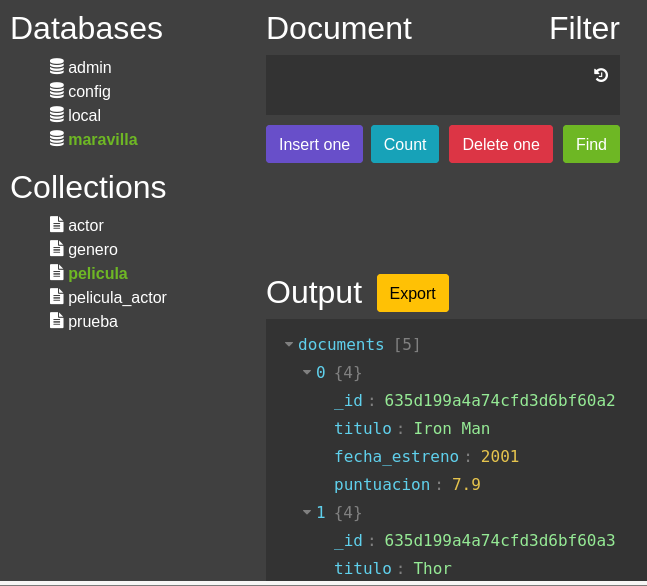 Databases
admin
config
local
maravilla
Collections
actor
genero
pelicula
pelicula_actor
prueba
Document Filter
Insert one Count Delete one Find
Output Export
documents [5]
0 {4}
_id : 635d199a4a74cfd3d6bf60a2
titulo : Iron Man
fecha_estreno : 2001
puntuacion : 7.9
1 {4}
_id : 635d199a4a74cfd3d6bf60a3
titulo : Thor